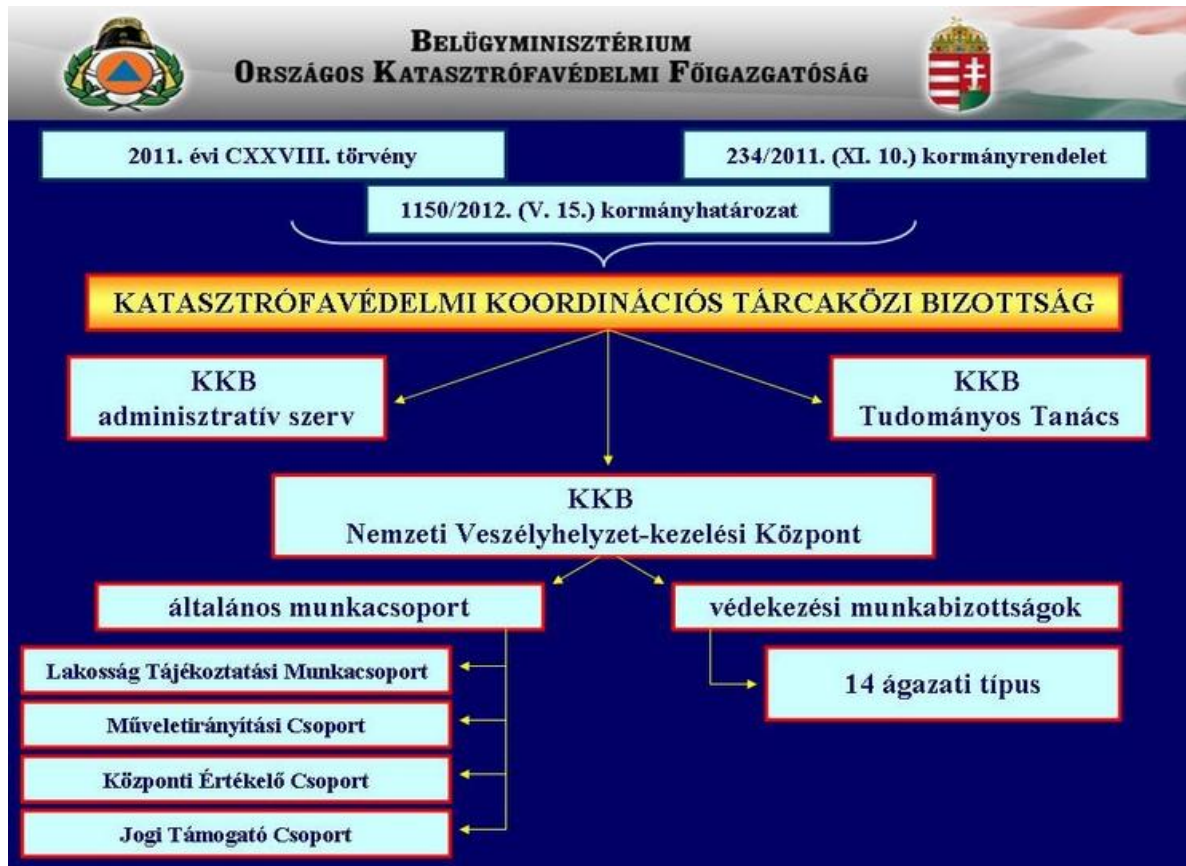 BELÜGYMINISZTÉRIUM
ORSZÁGOS KATASZTRÓFAVÉDELMI FŐIGAZGATÓSÁG
2011. évi CXXVIII. törvény
234/2011. (XI. 10.) kormányrendelet
1150/2012. (V. 15.) kormányhatározat
KATASZTRÓFAVÉDELMI KOORDINÁCIÓS TÁRCAKÖZI BIZOTTSÁG
KKB
adminisztratív szerv
KKB
Tudományos Tanács
KKB
Nemzeti Veszélyhelyzet-kezelési Központ
általános munkacsoport
védekezési munkabizottságok
Lakosság Tájékoztatási Munkacsoport
14 ágazati típus
Műveletirányítási Csoport
Központi Értékelő Csoport
Jogi Támogató Csoport